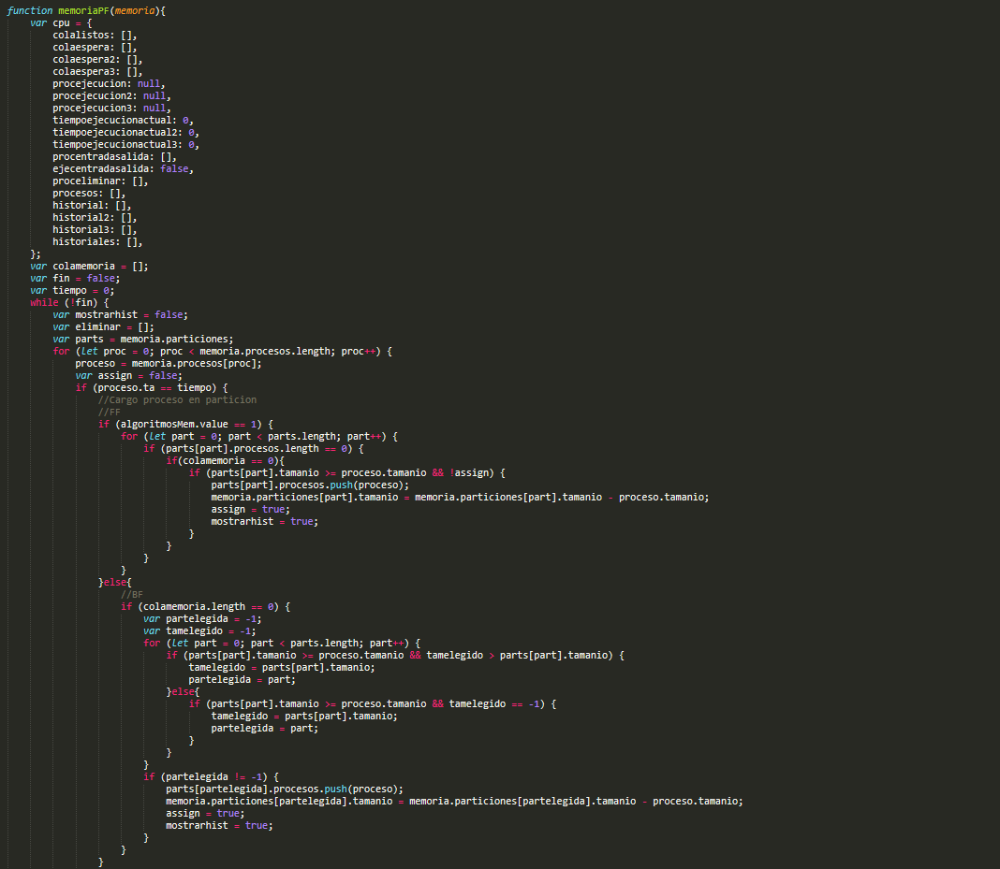 function memoriaPF(memoria){
    var cpu = {
        colalistos: [],
        colaespera: [],
        colaespera2: [],
        colaespera3: [],
        procejecucion: null,
        procejecucion2: null,
        procejecucion3: null,
        tiempoejecucionactual: 0,
        tiempoejecucionactual2: 0,
        tiempoejecucionactual3: 0,
        procentradasalida: [],
        ejecentradasalida: false,
        proceliminar: [],
        procesos: [],
        historial: [],
        historial2: [],
        historial3: [],
        historiales: [],
    };
    var colamemoria = [];
    var fin = false;
    var tiempo = 0;
    while (!fin) {
        var mostrarhist = false;
        var eliminar = [];
        var parts = memoria.particiones;
        for (let proc = 0; proc < memoria.procesos.length; proc++) {
            proceso = memoria.procesos[proc];
            var assign = false;
            if (proceso.ta == tiempo) {
                //Cargo proceso en particion
                //FF
                if (algoritmosMem.value == 1) {
                    for (let part = 0; part < parts.length; part++) {
                        if (parts[part].procesos.length == 0) {
                            if(colamemoria == 0){
                                if (parts[part].tamanio >= proceso.tamanio && !assign) {
                                    parts[part].procesos.push(proceso);
                                    memoria.particiones[part].tamanio = memoria.particiones[part].tamanio - proceso.tamanio;
                                    assign = true;
                                    mostrarhist = true;
                                }
                            }
                        }
                    }
                }else{
                    //BF
                    if (colamemoria.length == 0) {
                        var partelegida = -1;
                        var tamelegido = -1;
                        for (let part = 0; part < parts.length; part++) {
                            if (parts[part].tamanio >= proceso.tamanio && tamelegido > parts[part].tamanio) {
                                tamelegido = parts[part].tamanio;
                                partelegida = part;
                            }else{
                                if (parts[part].tamanio >= proceso.tamanio && tamelegido == -1) {
                                    tamelegido = parts[part].tamanio;
                                    partelegida = part;
                                }
                            }
                        }
                        if (partelegida != -1) {
                            parts[partelegida].procesos.push(proceso);
                            memoria.particiones[partelegida].tamanio = memoria.particiones[partelegida].tamanio - proceso.tamanio;
                            assign = true;
                            mostrarhist = true;
                        }
                    }
                }